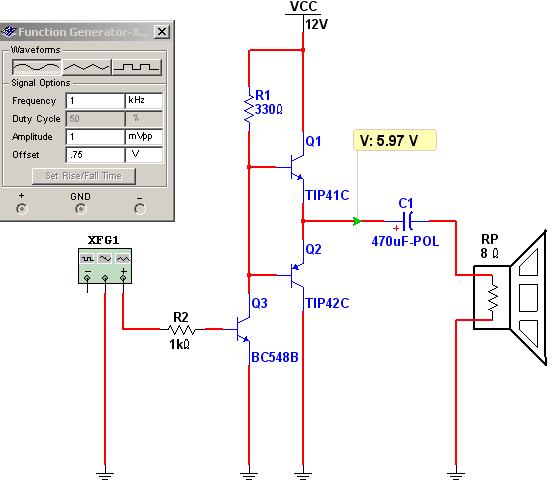 Function Generator-X...
Waveforms
Signal Options
Frequency 1 kHz
Duty Cycle 50 %
Amplitude 1 mVpp
Offset .75 V
Set Rise/Fall Time
+ GND −
VCC
12V
R1
330Ω
Q1
V: 5.97 V
TIP41C
C1
+
470uF-POL
XFG1
− +
Q2
RP
8 Ω
TIP42C
Q3
R2
1kΩ
BC548B